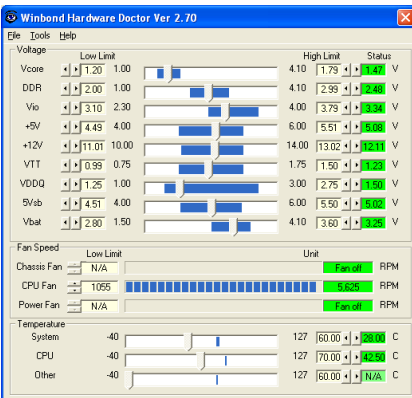 Winbond Hardware Doctor Ver 2.70
File Tools Help
Voltage
Low Limit High Limit Status
Vcore 1.20 1.00 4.10 1.79 1.47 V
DDR 2.00 1.00 4.10 2.99 2.48 V
Vio 3.10 2.30 4.00 3.79 3.34 V
+5V 4.49 4.00 6.00 5.51 5.08 V
+12V 11.01 10.00 14.00 13.02 12.11 V
VTT 0.99 0.75 1.75 1.50 1.23 V
VDDQ 1.25 1.00 3.00 2.75 1.50 V
5Vsb 4.51 4.00 6.00 5.50 5.02 V
Vbat 2.80 1.50 4.10 3.60 3.25 V
Fan Speed
Low Limit Unit
Chassis Fan N/A Fan off RPM
CPU Fan 1055 5,625 RPM
Power Fan N/A Fan off RPM
Temperature
System -40 127 60.00 28.00 C
CPU -40 127 70.00 42.50 C
Other -40 127 60.00 N/A C